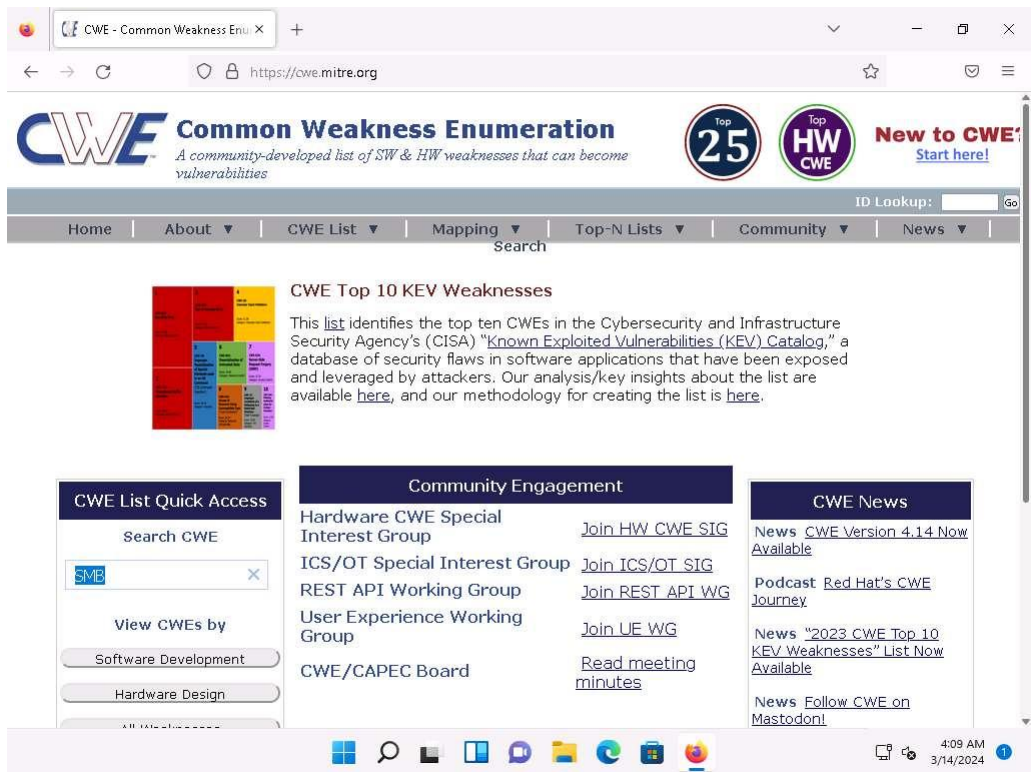 CWE - Common Weakness Enu
https://cwe.mitre.org
CWE
Common Weakness Enumeration
A community-developed list of SW & HW weaknesses that can become
vulnerabilities
Top
25
Top
HW
CWE
New to CWE?
Start here!
ID Lookup:
Go
Home About ▼ CWE List ▼ Mapping ▼ Top-N Lists ▼ Community ▼ News ▼
Search
CWE Top 10 KEV Weaknesses
This list identifies the top ten CWEs in the Cybersecurity and Infrastructure
Security Agency's (CISA) "Known Exploited Vulnerabilities (KEV) Catalog," a
database of security flaws in software applications that have been exposed
and leveraged by attackers. Our analysis/key insights about the list are
available here, and our methodology for creating the list is here.
CWE List Quick Access
Search CWE
SMB
View CWEs by
Software Development
Hardware Design
Community Engagement
Hardware CWE Special
Interest Group
Join HW CWE SIG
ICS/OT Special Interest Group Join ICS/OT SIG
REST API Working Group Join REST API WG
User Experience Working
Group
Join UE WG
CWE/CAPEC Board
Read meeting
minutes
CWE News
News CWE Version 4.14 Now
Available
Podcast Red Hat's CWE
Journey
News "2023 CWE Top 10
KEV Weaknesses" List Now
Available
News Follow CWE on
Mastodon!
4:09 AM
3/14/2024
1